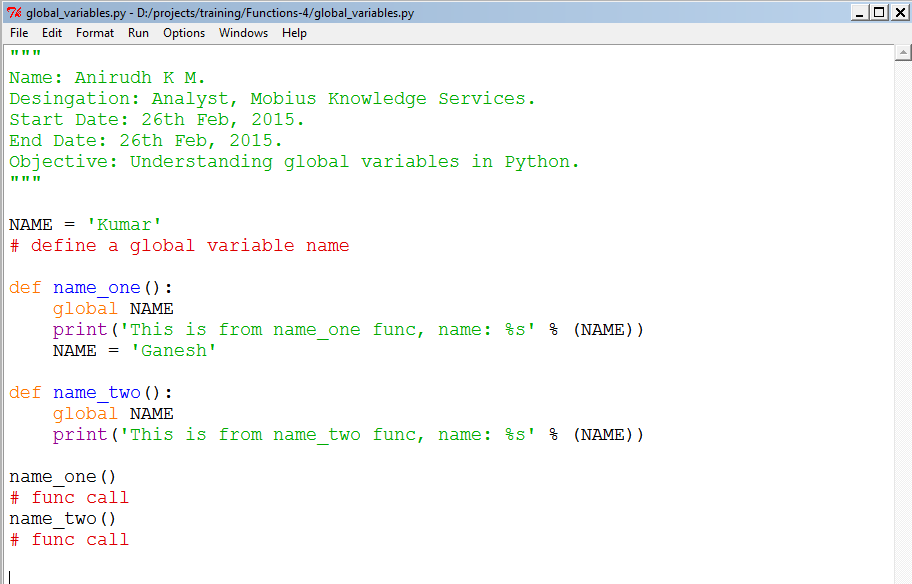 global_variables.py - D:/projects/training/Functions-4/global_variables.py
File Edit Format Run Options Windows Help
"""
Name: Anirudh K M.
Desingation: Analyst, Mobius Knowledge Services.
Start Date: 26th Feb, 2015.
End Date: 26th Feb, 2015.
Objective: Understanding global variables in Python.
"""
NAME = 'Kumar'
# define a global variable name
def name_one():
    global NAME
    print('This is from name_one func, name: %s' % (NAME))
    NAME = 'Ganesh'
def name_two():
    global NAME
    print('This is from name_two func, name: %s' % (NAME))
name_one()
# func call
name_two()
# func call